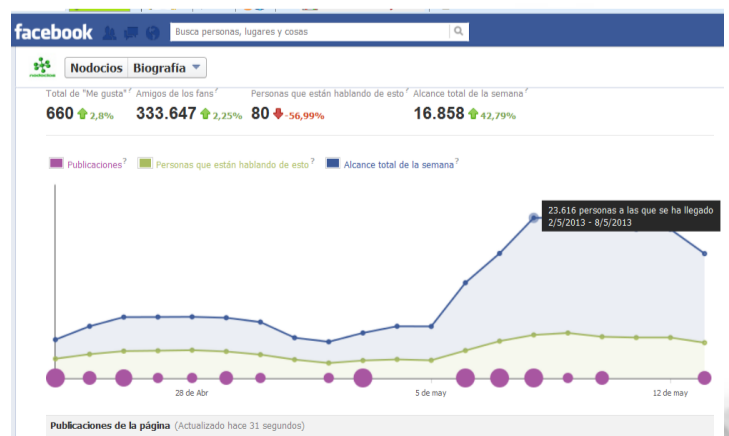 facebook Busca personas, lugares y cosas
Nodocios Biografía
Total de "Me gusta"? Amigos de los fans? Personas que están hablando de esto? Alcance total de la semana?
660 2,8% 333.647 2,25% 80 -56,99% 16.858 42,79%
Publicaciones? Personas que están hablando de esto? Alcance total de la semana?
23.616 personas a las que se ha llegado
2/5/2013 - 8/5/2013
28 de Abr 5 de may 12 de may
Publicaciones de la página (Actualizado hace 31 segundos)